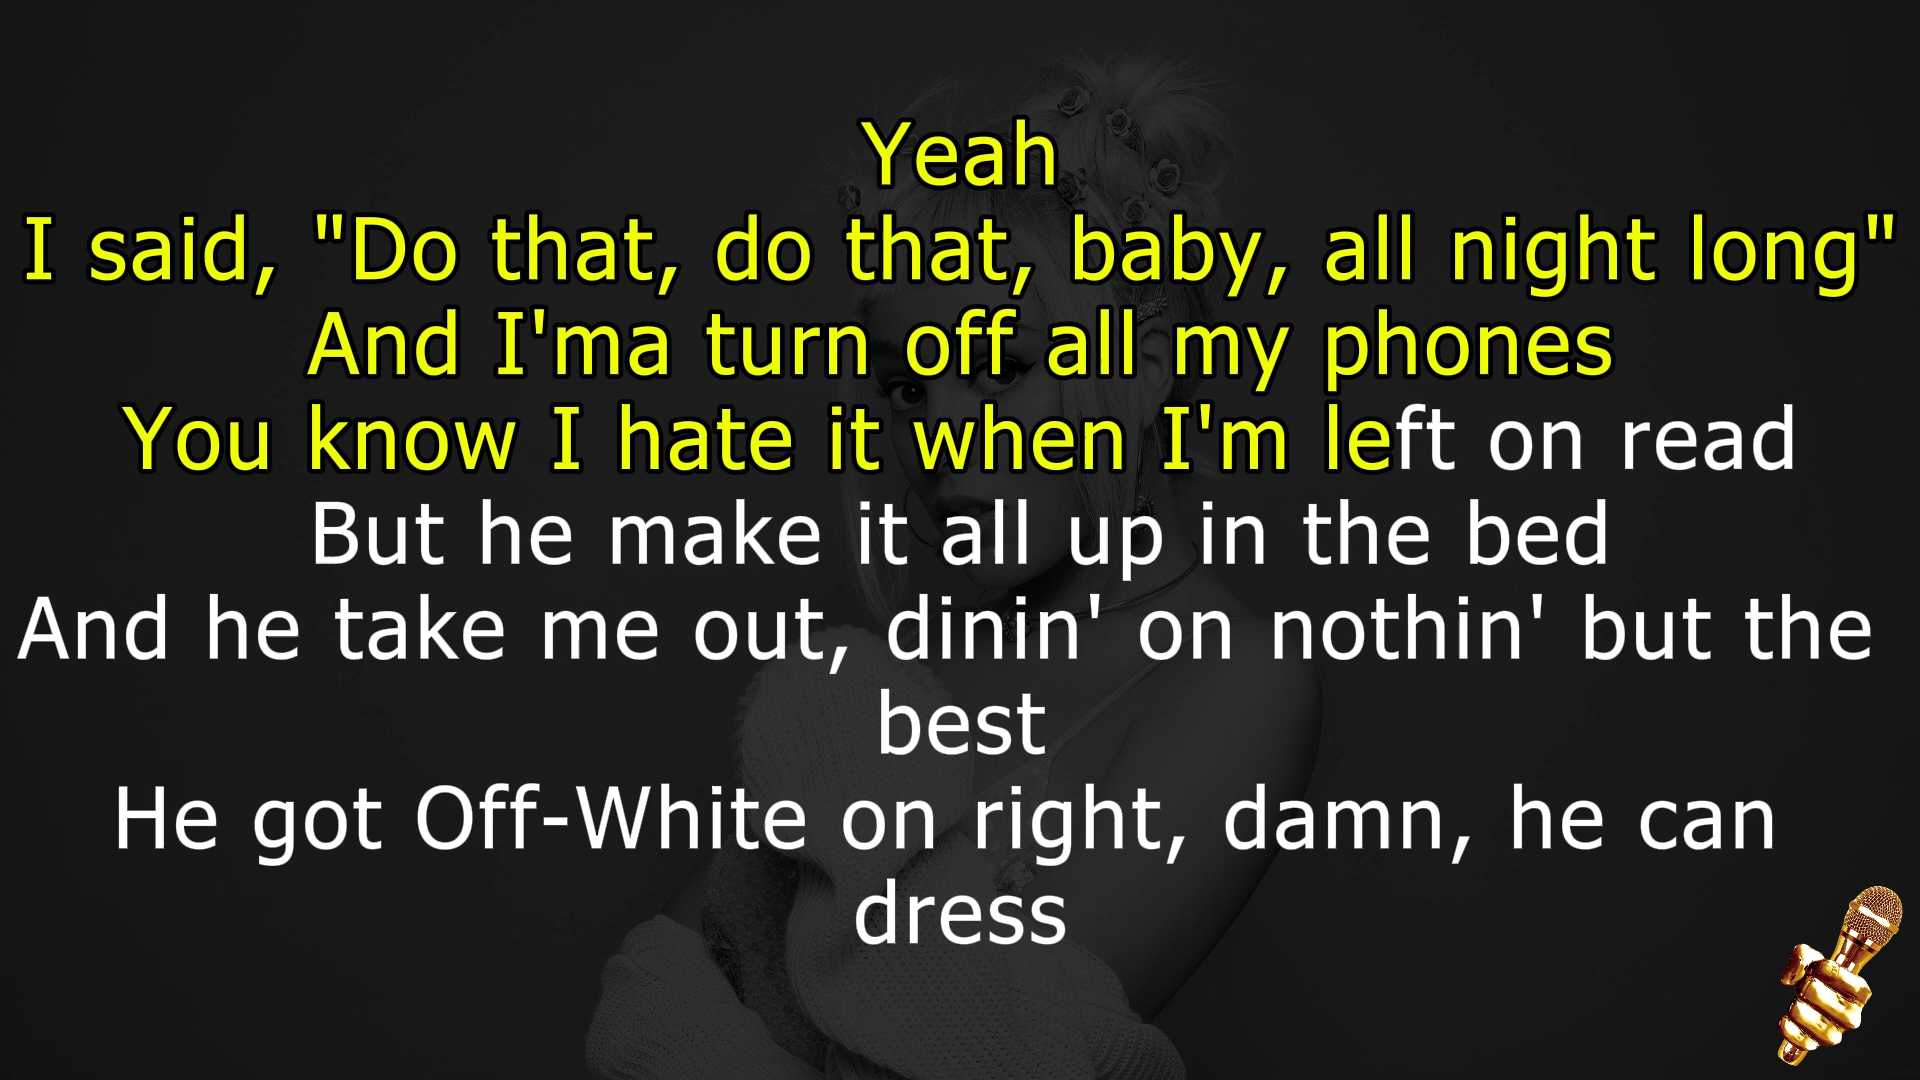 Yeah
I said, "Do that, do that, baby, all night long"
And I'ma turn off all my phones
You know I hate it when I'm left on read
But he make it all up in the bed
And he take me out, dinin' on nothin' but the
best
He got Off-White on right, damn, he can
dress